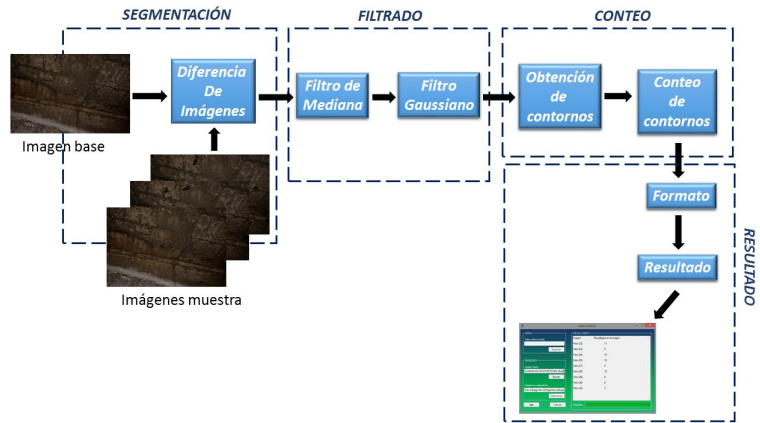 SEGMENTACIÓN
FILTRADO
CONTEO
Diferencia
De
Imágenes
Filtro de
Mediana
Filtro
Gaussiano
Obtención
de
contornos
Conteo
de
contornos
Imagen base
Imágenes muestra
Formato
Resultado
RESULTADO